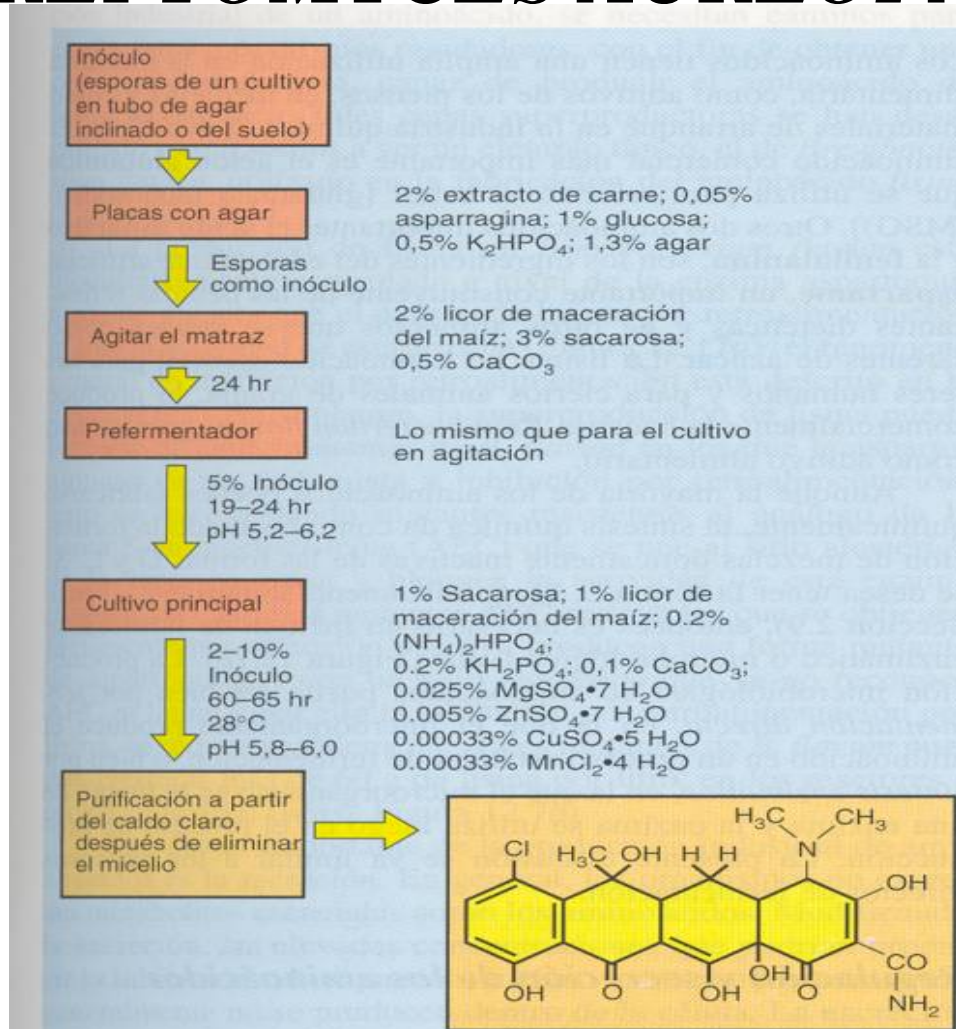 Inóculo
(esporas de un cultivo
en tubo de agar
inclinado o del suelo)
Placas con agar
2% extracto de carne; 0,05%
asparragina; 1% glucosa;
0,5% K₂HPO₄; 1,3% agar
Esporas
como inóculo
Agitar el matraz
2% licor de maceración
del maíz; 3% sacarosa;
0,5% CaCO₃
24 hr
Prefermentador
Lo mismo que para el cultivo
en agitación
5% Inóculo
19–24 hr
pH 5,2–6,2
Cultivo principal
1% Sacarosa; 1% licor de
maceración del maíz; 0.2%
(NH₄)₂HPO₄;
0.2% KH₂PO₄; 0,1% CaCO₃;
0.025% MgSO₄•7 H₂O
0.005% ZnSO₄•7 H₂O
0.00033% CuSO₄•5 H₂O
0.00033% MnCl₂•4 H₂O
2–10%
Inóculo
60–65 hr
28°C
pH 5,8–6,0
Purificación a partir
del caldo claro,
después de eliminar
el micelio
H₃C CH₃
Cl H₃C OH H H N
OH
CO
OH O OH OH O
NH₂